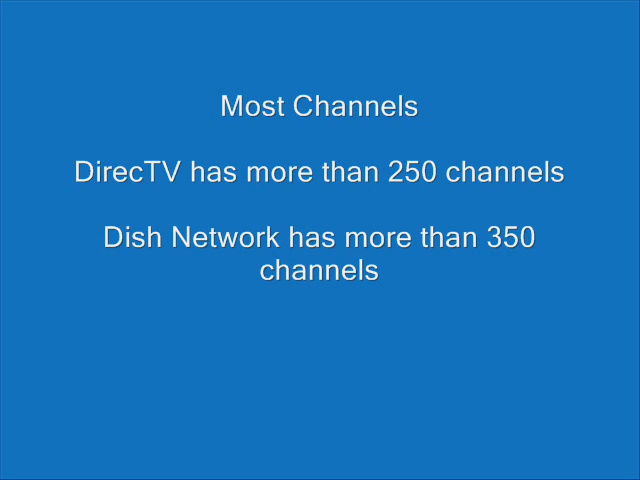 Most Channels
DirecTV has more than 250 channels
Dish Network has more than 350
channels